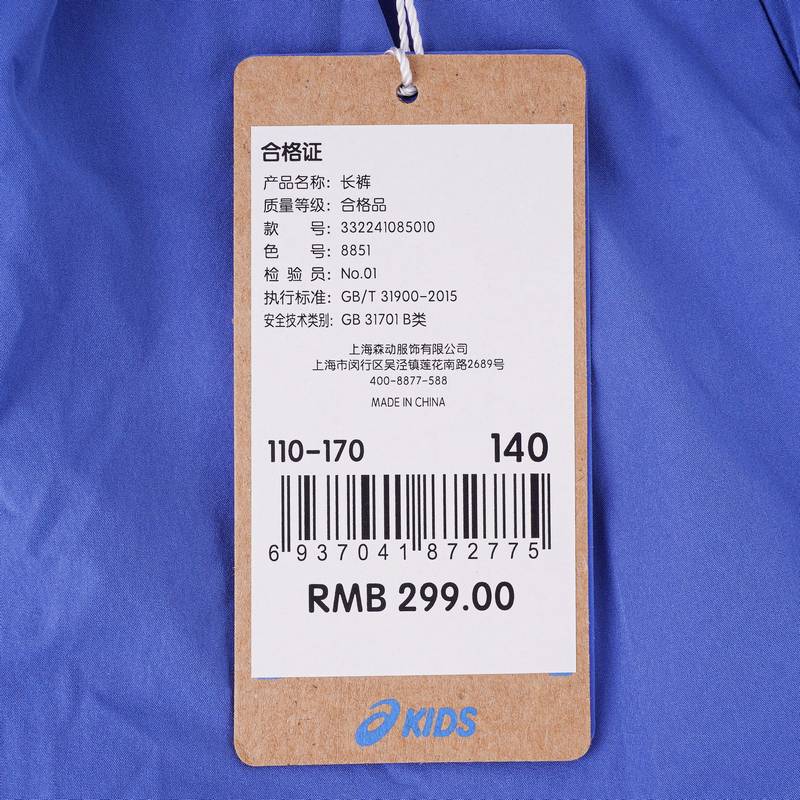 合格证
产品名称：长裤
质量等级：合格品
款 号：332241085010
色 号：8851
检 验 员：No.01
执行标准：GB/T 31900-2015
安全技术类别：GB 31701 B类
上海森动服饰有限公司
上海市闵行区吴泾镇莲花南路2689号
400-8877-588
MADE IN CHINA
110-170 140
6 937041 872775
RMB 299.00
KIDS